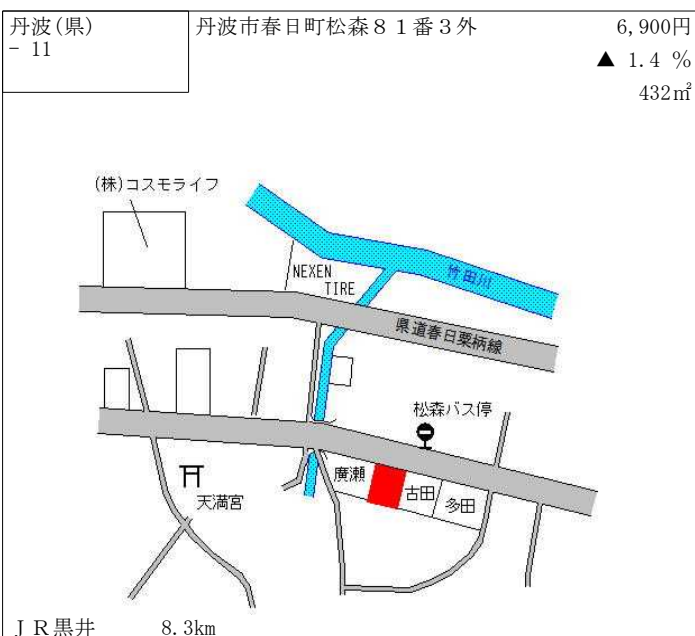 丹波(県)
- 11
丹波市春日町松森８１番３外
6,900円
▲ 1.4 %
432㎡
(株)コスモライフ
NEXEN
TIRE
竹田川
県道春日栗柄線
松森バス停
廣瀬
古田
多田
天満宮
ＪＲ黒井 8.3km